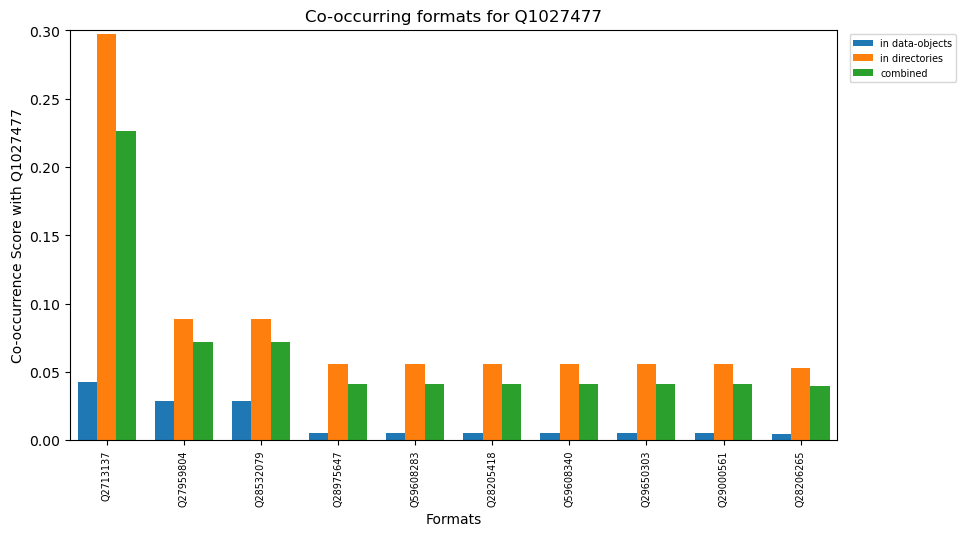 Co-occurring formats for Q1027477
Co-occurrence Score with Q1027477
0.30
0.25
0.20
0.15
0.10
0.05
0.00
Q2713137
Q27959804
Q28532079
Q28975647
Q59608283
Q28205418
Q59608340
Q29650303
Q29000561
Q28206265
Formats
in data-objects
in directories
combined